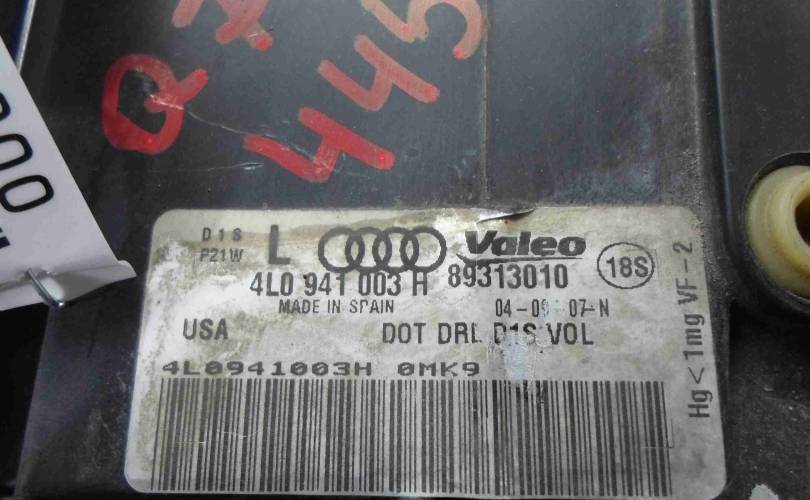 Q7
445
000
D1S
P21W
L
Valeo
4L0 941 003 H 89313010
18S
MADE IN SPAIN
04-09 07-N
USA
DOT DRL D1S VOL
4L0941003H 0MK9
Hg<1mg VF-2